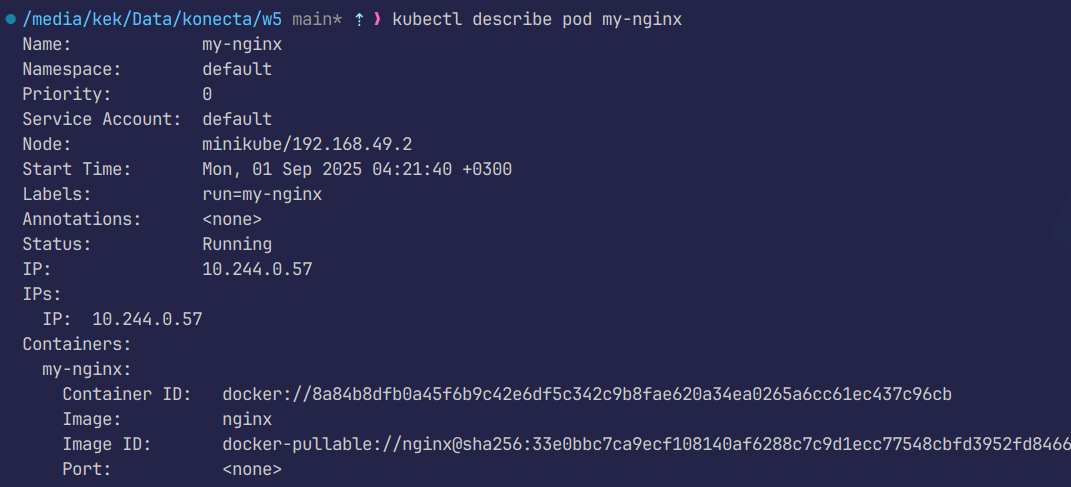 /media/kek/Data/konecta/w5 main* ⇡ ❯ kubectl describe pod my-nginx
Name:             my-nginx
Namespace:        default
Priority:         0
Service Account:  default
Node:             minikube/192.168.49.2
Start Time:       Mon, 01 Sep 2025 04:21:40 +0300
Labels:           run=my-nginx
Annotations:      <none>
Status:           Running
IP:               10.244.0.57
IPs:
  IP:  10.244.0.57
Containers:
  my-nginx:
    Container ID:   docker://8a84b8dfb0a45f6b9c42e6df5c342c9b8fae620a34ea0265a6cc61ec437c96cb
    Image:          nginx
    Image ID:       docker-pullable://nginx@sha256:33e0bbc7ca9ecf108140af6288c7c9d1ecc77548cbfd3952fd8466
    Port:           <none>